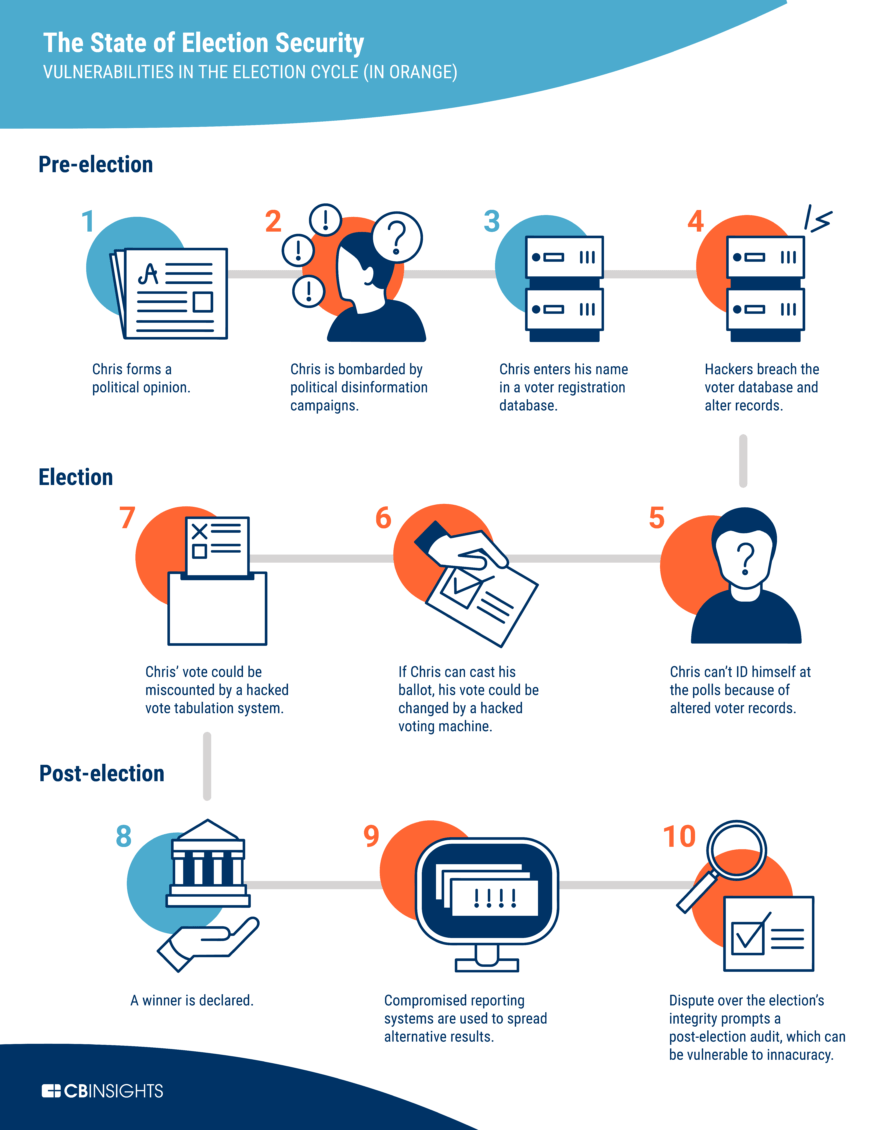 The State of Election Security
VULNERABILITIES IN THE ELECTION CYCLE (IN ORANGE)
Pre-election
1
A
Chris forms a
political opinion.
2
! ! !
?
Chris is bombarded by
political disinformation
campaigns.
3
Chris enters his name
in a voter registration
database.
4
Hackers breach the
voter database and
alter records.
Election
7
Chris' vote could be
miscounted by a hacked
vote tabulation system.
6
If Chris can cast his
ballot, his vote could be
changed by a hacked
voting machine.
5
?
Chris can't ID himself at
the polls because of
altered voter records.
Post-election
8
A winner is declared.
9
!!!!
Compromised reporting
systems are used to spread
alternative results.
10
Dispute over the election's
integrity prompts a
post-election audit, which can
be vulnerable to innacuracy.
CBINSIGHTS